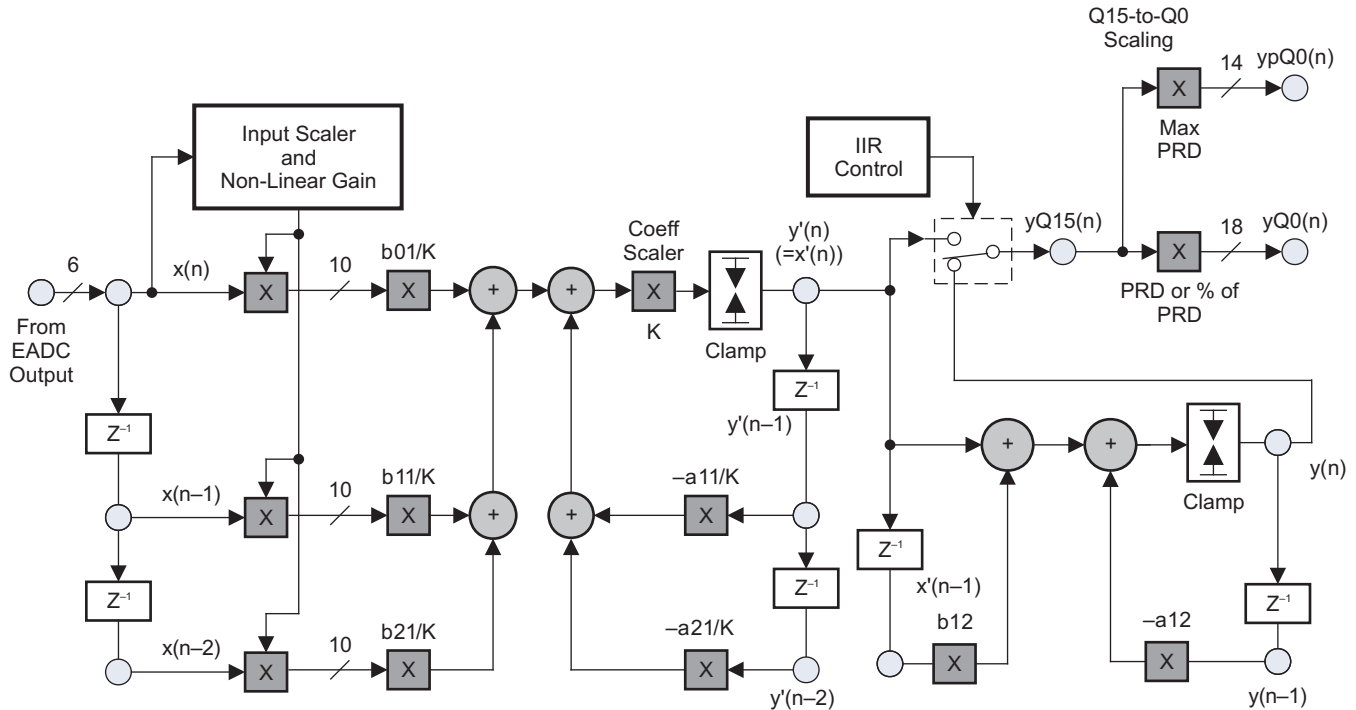 Q15-to-Q0
Scaling
14
ypQ0(n)
X
Max
PRD
Input Scaler
and
Non-Linear Gain
IIR
Control
6
x(n)
X
10
b01/K
X
+
+
Coeff
Scaler
X
K
Clamp
y'(n)
(=x'(n))
yQ15(n)
X
18
yQ0(n)
PRD or % of
PRD
From
EADC
Output
Z–1
Z–1
y'(n–1)
x(n–1)
X
10
b11/K
X
+
+
–a11/K
X
+
+
Clamp
y(n)
Z–1
Z–1
Z–1
x'(n–1)
Z–1
x(n–2)
X
10
b21/K
X
–a21/K
X
y'(n–2)
b12
X
–a12
X
y(n–1)